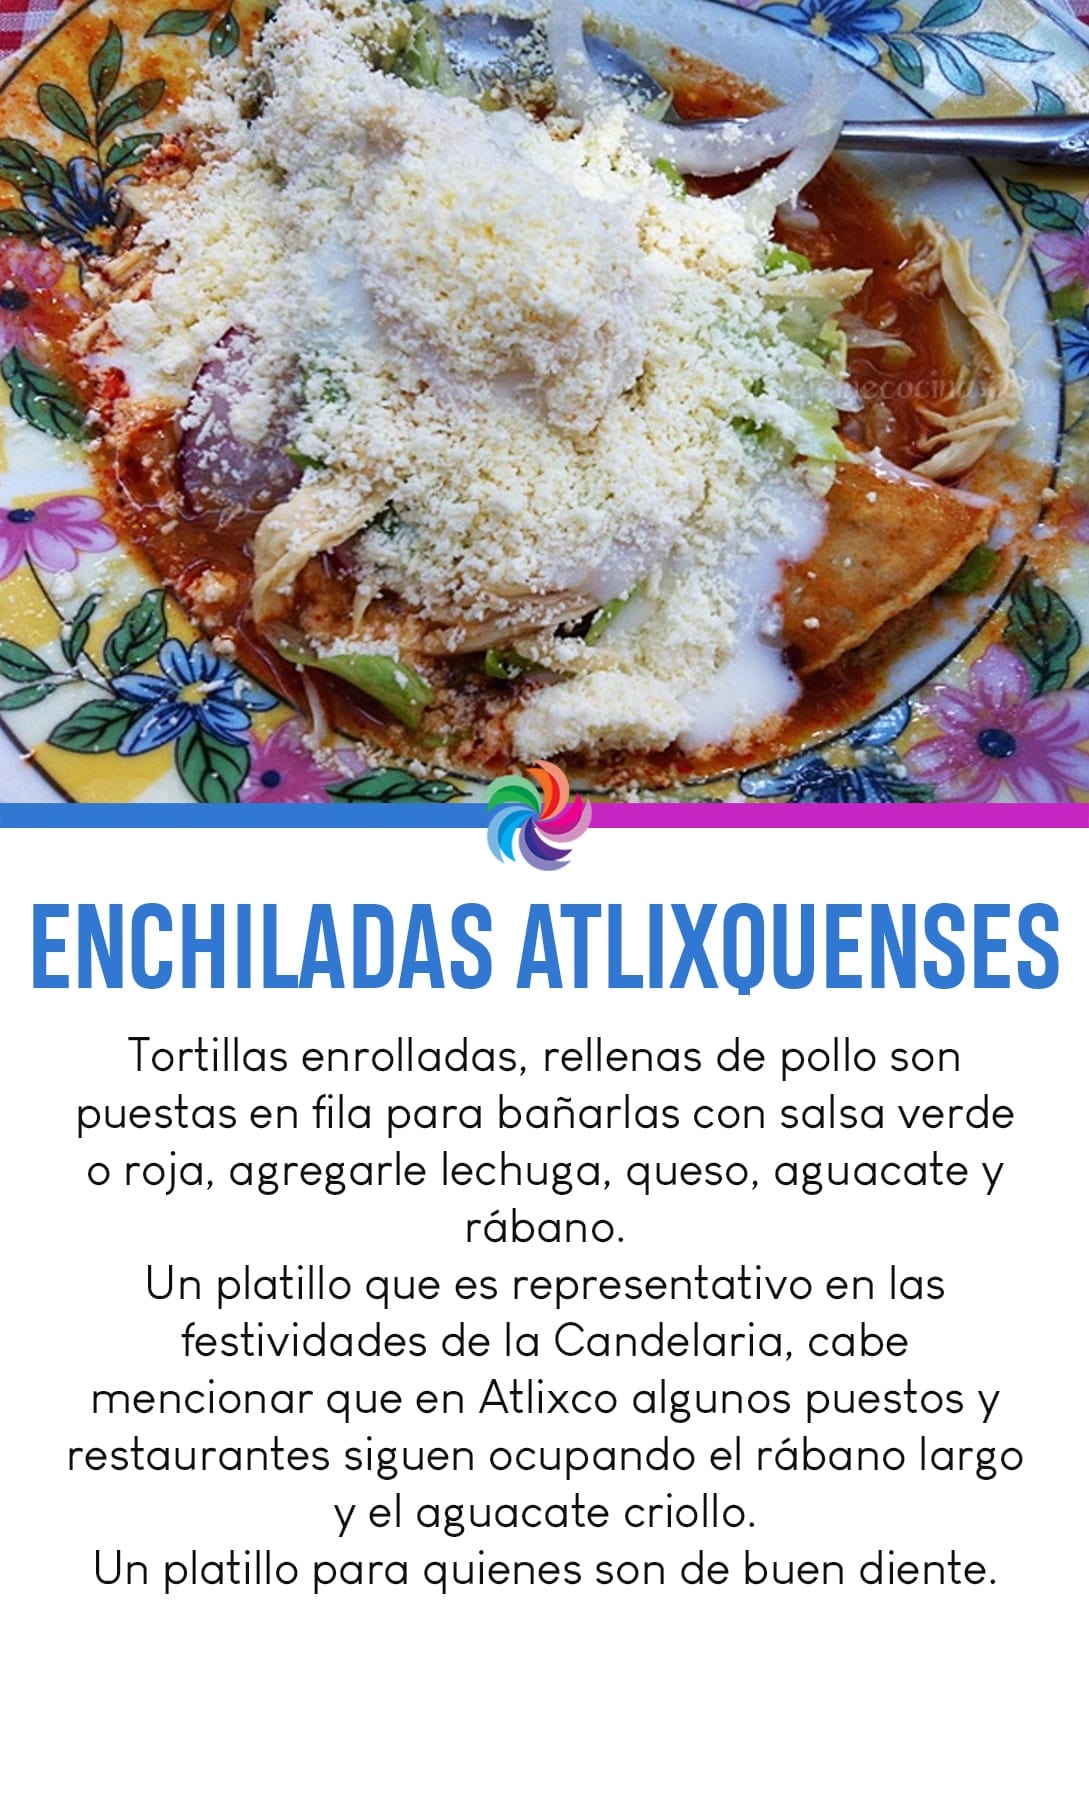 ENCHILADAS ATLIXQUENSES
Tortillas enrolladas, rellenas de pollo son
puestas en fila para bañarlas con salsa verde
o roja, agregarle lechuga, queso, aguacate y
rábano.
Un platillo que es representativo en las
festividades de la Candelaria, cabe
mencionar que en Atlixco algunos puestos y
restaurantes siguen ocupando el rábano largo
y el aguacate criollo.
Un platillo para quienes son de buen diente.